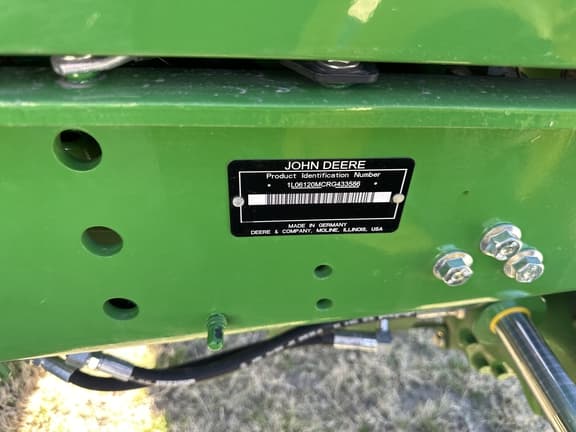 JOHN DEERE
Product Identification Number
* 1L06120MCRG433586 *
MADE IN GERMANY
DEERE & COMPANY, MOLINE, ILLINOIS, USA